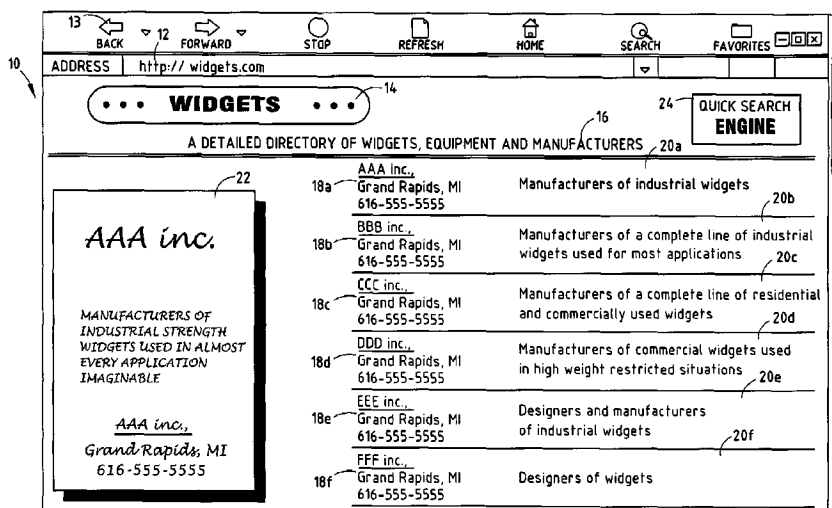 13
12
BACK FORWARD STOP REFRESH HOME SEARCH FAVORITES
10
ADDRESS http:// widgets.com
••• WIDGETS •••
14
24
QUICK SEARCH
ENGINE
16
A DETAILED DIRECTORY OF WIDGETS, EQUIPMENT AND MANUFACTURERS
20a
22
AAA inc.
MANUFACTURERS OF
INDUSTRIAL STRENGTH
WIDGETS USED IN ALMOST
EVERY APPLICATION
IMAGINABLE
AAA inc.,
Grand Rapids, MI
616-555-5555
18a
AAA inc.,
Grand Rapids, MI
616-555-5555
Manufacturers of industrial widgets
20b
18b
BBB inc.,
Grand Rapids, MI
616-555-5555
Manufacturers of a complete line of industrial
widgets used for most applications
20c
18c
CCC inc.,
Grand Rapids, MI
616-555-5555
Manufacturers of a complete line of residential
and commercially used widgets
20d
18d
DDD inc.,
Grand Rapids, MI
616-555-5555
Manufacturers of commercial widgets used
in high weight restricted situations
20e
18e
EEE inc.,
Grand Rapids, MI
616-555-5555
Designers and manufacturers
of industrial widgets
20f
18f
FFF inc.,
Grand Rapids, MI
616-555-5555
Designers of widgets